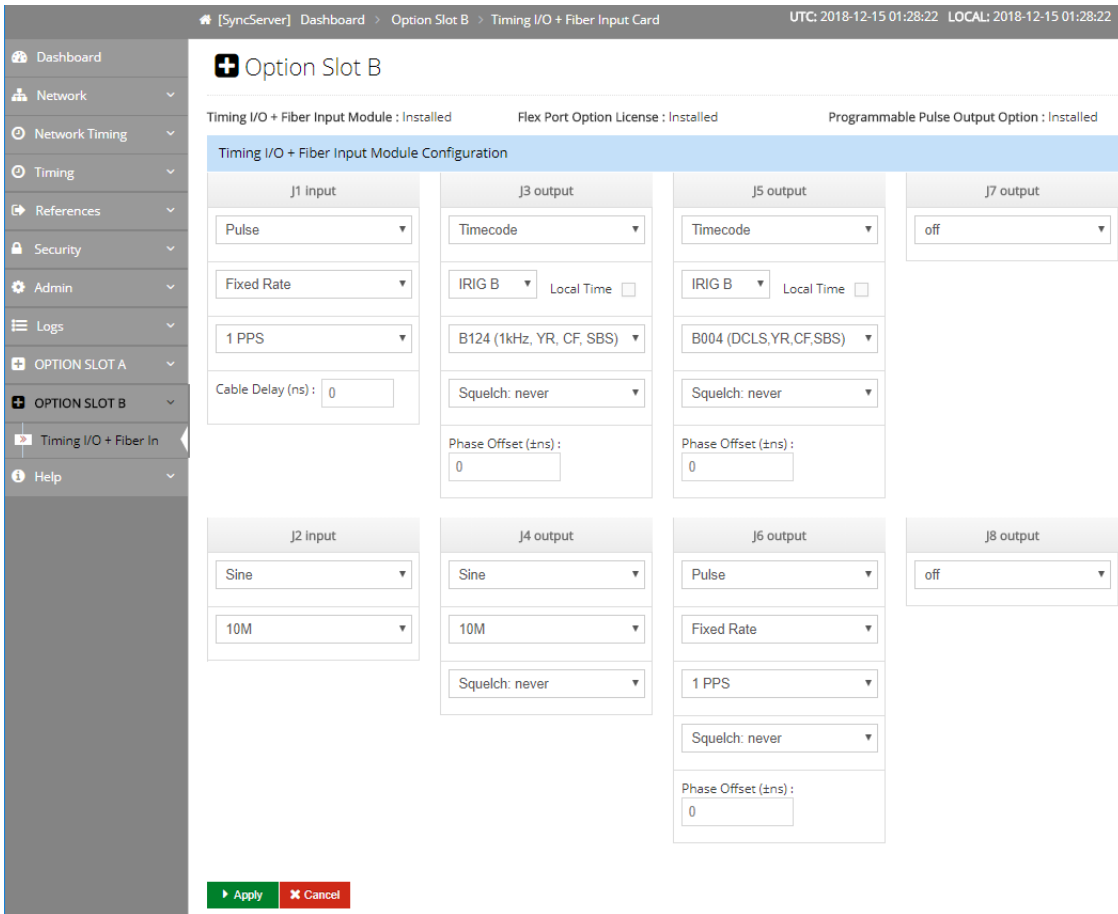 [SyncServer] Dashboard > Option Slot B > Timing I/O + Fiber Input Card
UTC: 2018-12-15 01:28:22 LOCAL: 2018-12-15 01:28:22
Dashboard
Network
Network Timing
Timing
References
Security
Admin
Logs
OPTION SLOT A
OPTION SLOT B
Timing I/O + Fiber In
Help
Option Slot B
Timing I/O + Fiber Input Module : Installed
Flex Port Option License : Installed
Programmable Pulse Output Option : Installed
Timing I/O + Fiber Input Module Configuration
J1 input
Pulse
Fixed Rate
1 PPS
Cable Delay (ns) : 0
J3 output
Timecode
IRIG B Local Time
B124 (1kHz, YR, CF, SBS)
Squelch: never
Phase Offset (±ns) :
0
J5 output
Timecode
IRIG B Local Time
B004 (DCLS,YR,CF,SBS)
Squelch: never
Phase Offset (±ns) :
0
J7 output
off
J2 input
Sine
10M
J4 output
Sine
10M
Squelch: never
J6 output
Pulse
Fixed Rate
1 PPS
Squelch: never
Phase Offset (±ns) :
0
J8 output
off
Apply
Cancel